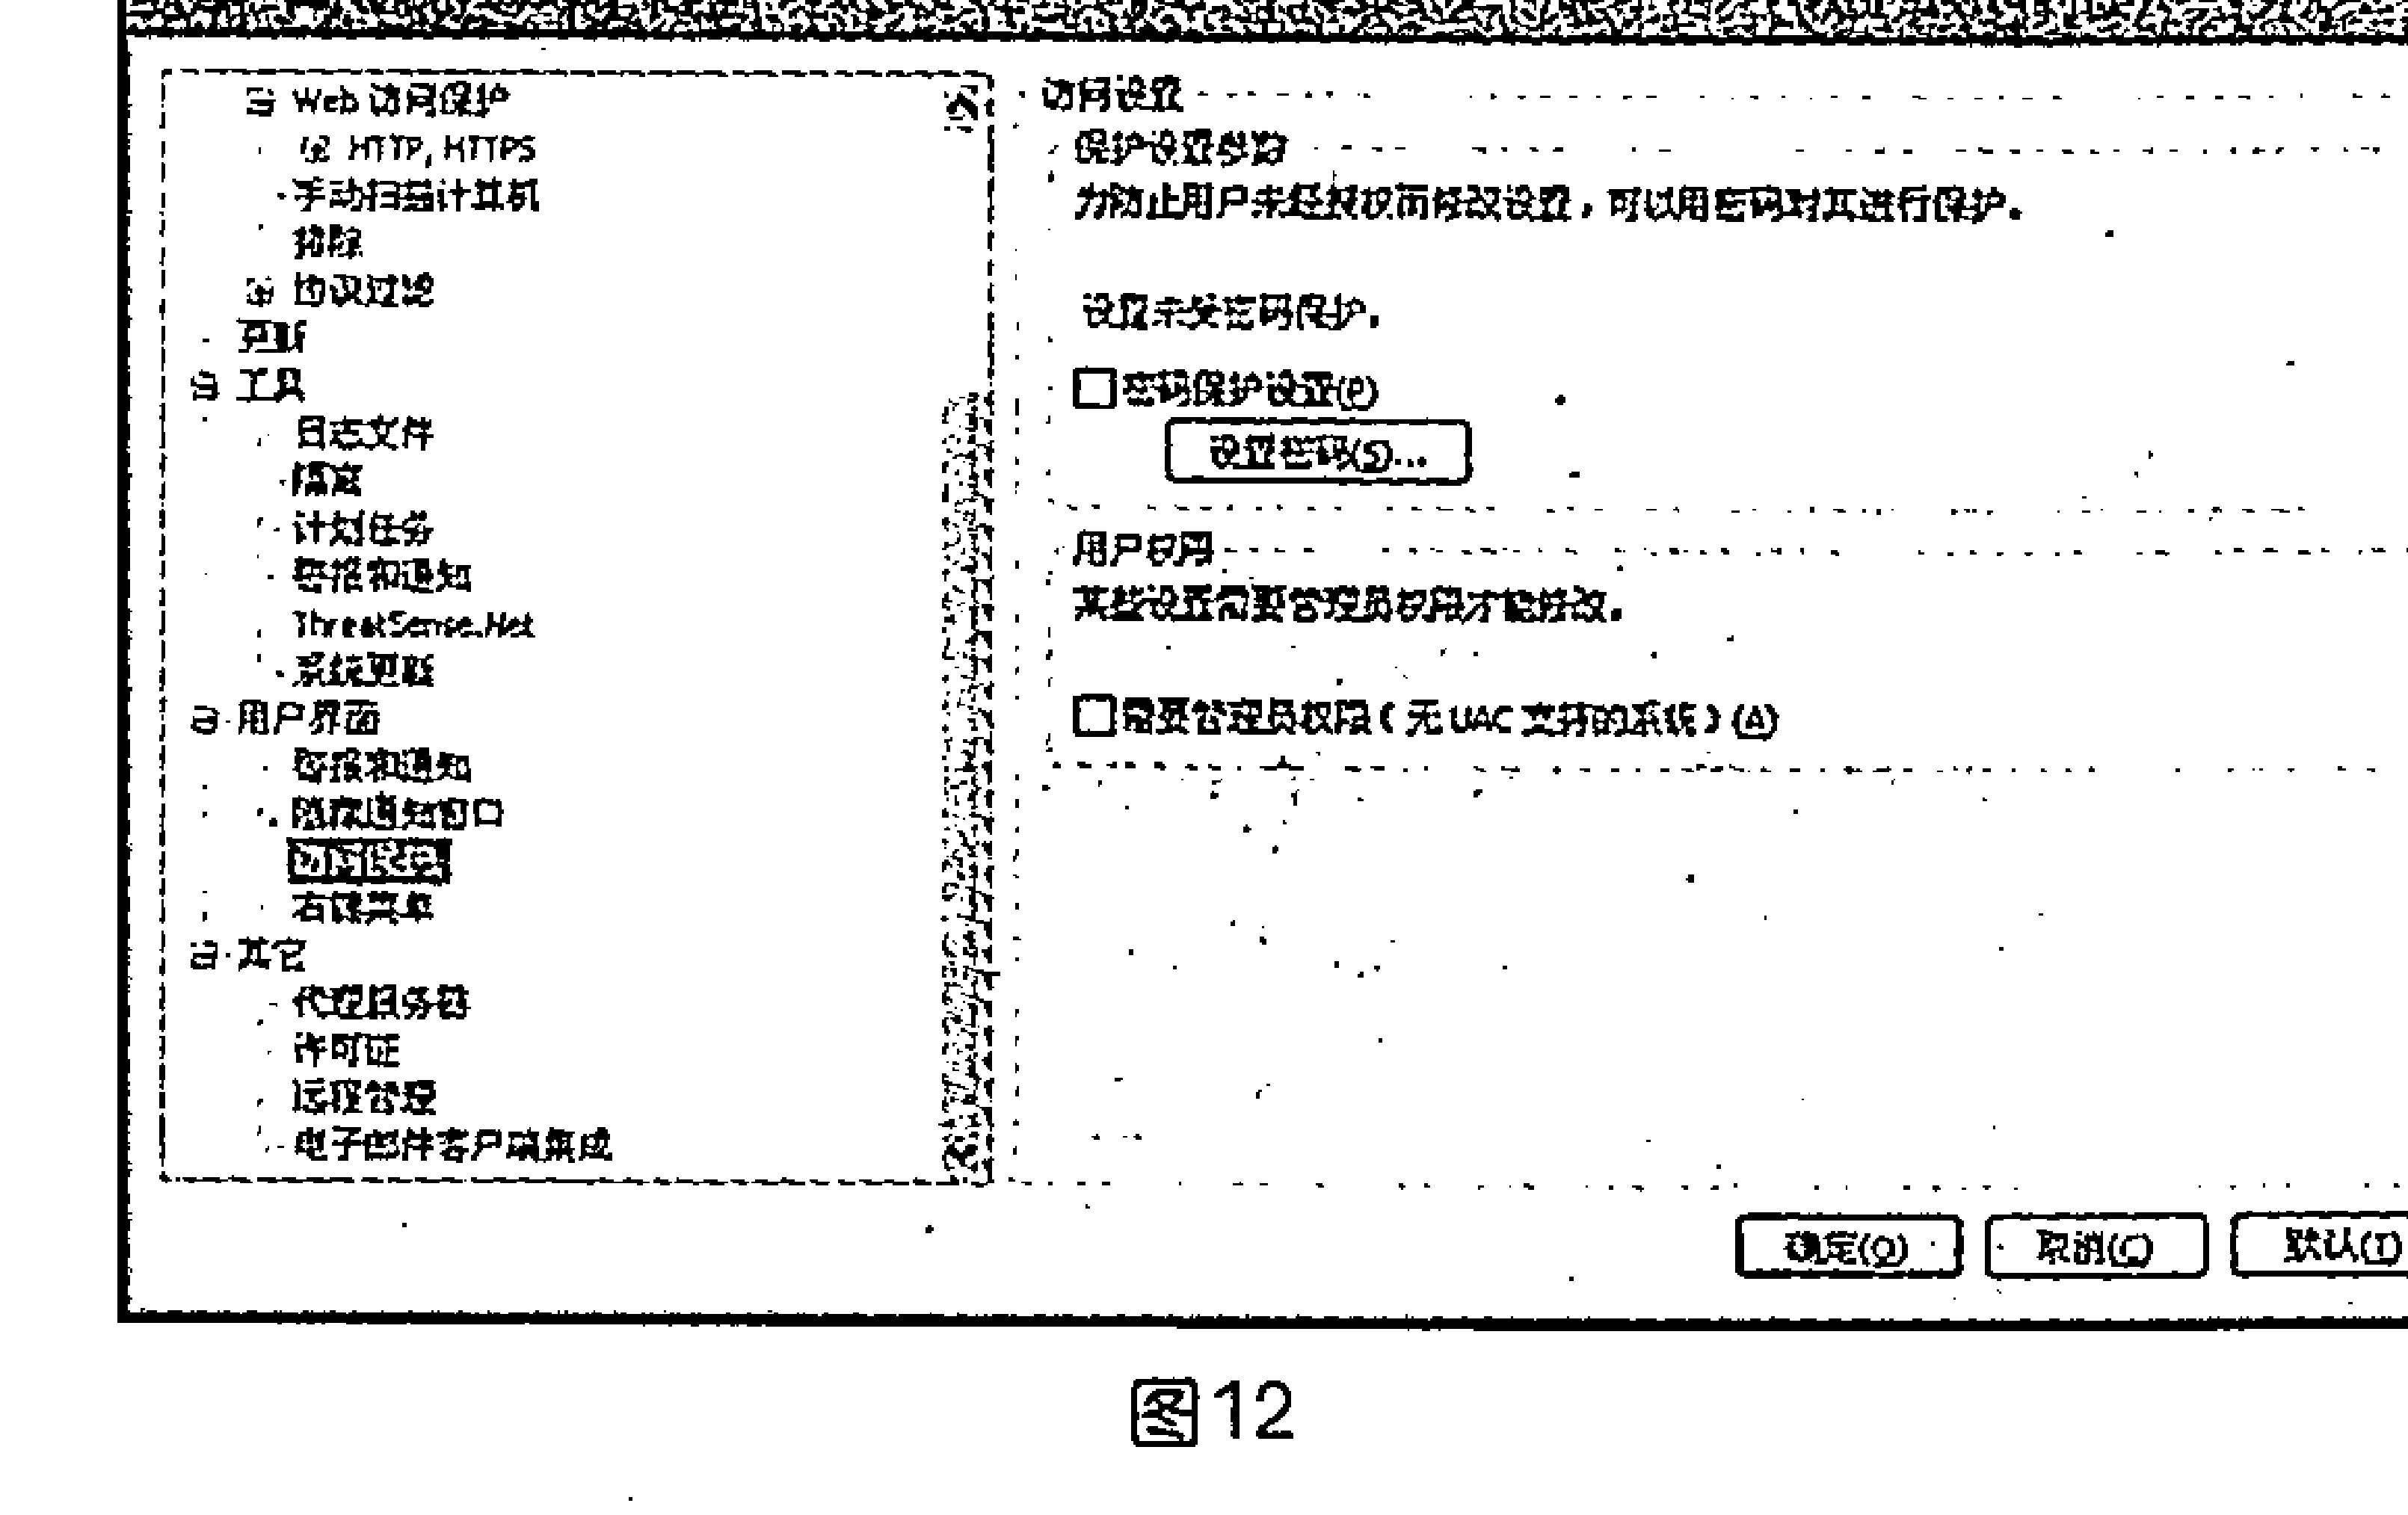 Web 访问保护
HTTP, HTTPS
手动扫描计算机
排除
协议过滤
更新
工具
日志文件
隔离
计划任务
警报和通知
ThreatSense.Net
系统更新
用户界面
警报和通知
隐藏通知窗口
访问设置
右键菜单
其它
代理服务器
许可证
远程管理
电子邮件客户端集成
访问设置
保护设置参数
为防止用户未经授权而修改设置，可以用密码对其进行保护。
设置未受密码保护。
密码保护设置(P)
设置密码(S)...
用户权限
某些设置需要管理员权限才能修改。
需要管理员权限(无 UAC 支持的系统)(A)
确定(O)
取消(C)
默认(T)
图12